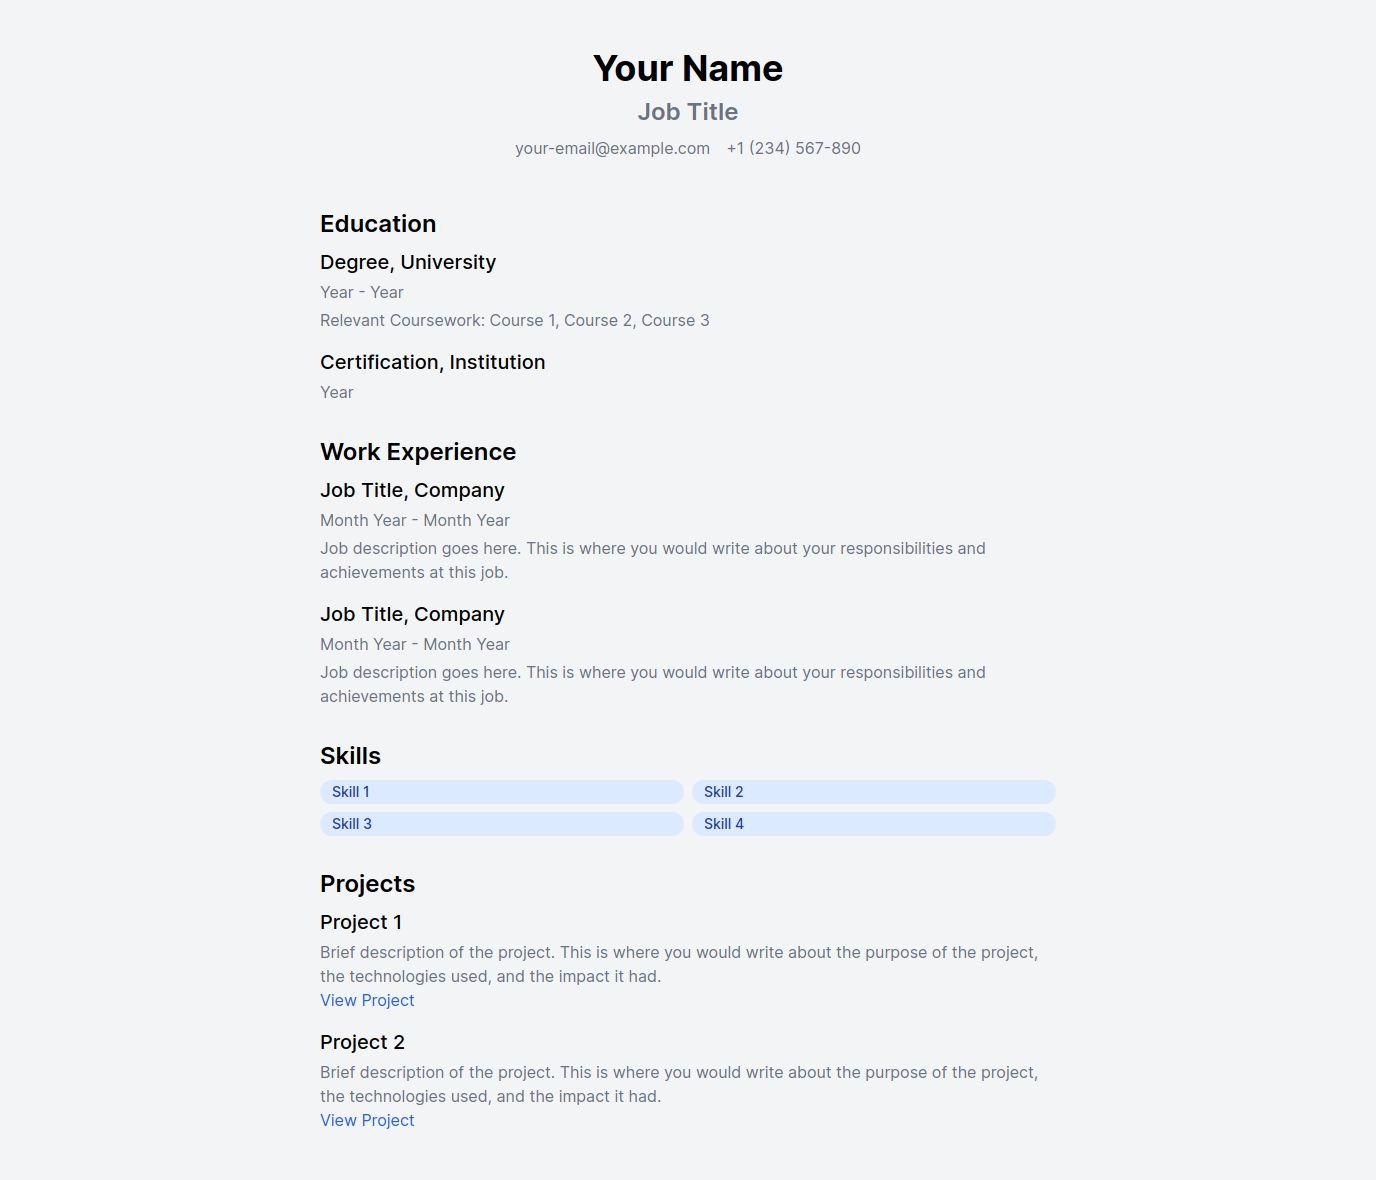 Your Name
Job Title
your-email@example.com +1 (234) 567-890
Education
Degree, University
Year - Year
Relevant Coursework: Course 1, Course 2, Course 3
Certification, Institution
Year
Work Experience
Job Title, Company
Month Year - Month Year
Job description goes here. This is where you would write about your responsibilities and
achievements at this job.
Job Title, Company
Month Year - Month Year
Job description goes here. This is where you would write about your responsibilities and
achievements at this job.
Skills
Skill 1 Skill 2
Skill 3 Skill 4
Projects
Project 1
Brief description of the project. This is where you would write about the purpose of the project,
the technologies used, and the impact it had.
View Project
Project 2
Brief description of the project. This is where you would write about the purpose of the project,
the technologies used, and the impact it had.
View Project